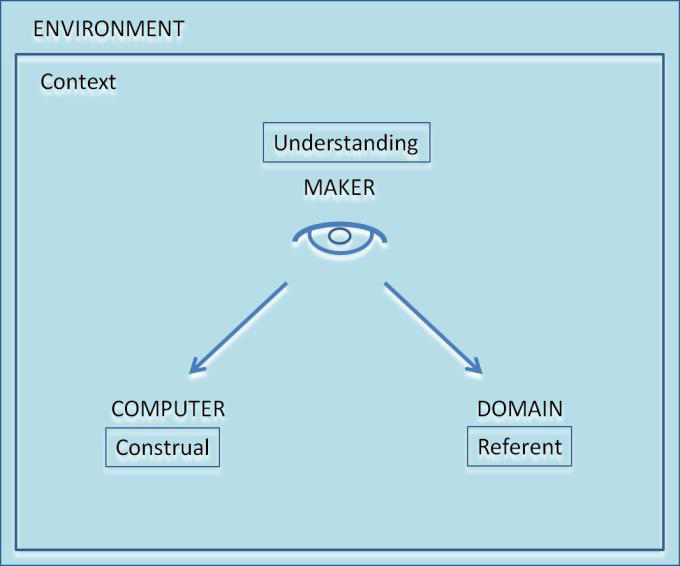 ENVIRONMENT
Context
Understanding
MAKER
COMPUTER
DOMAIN
Construal
Referent